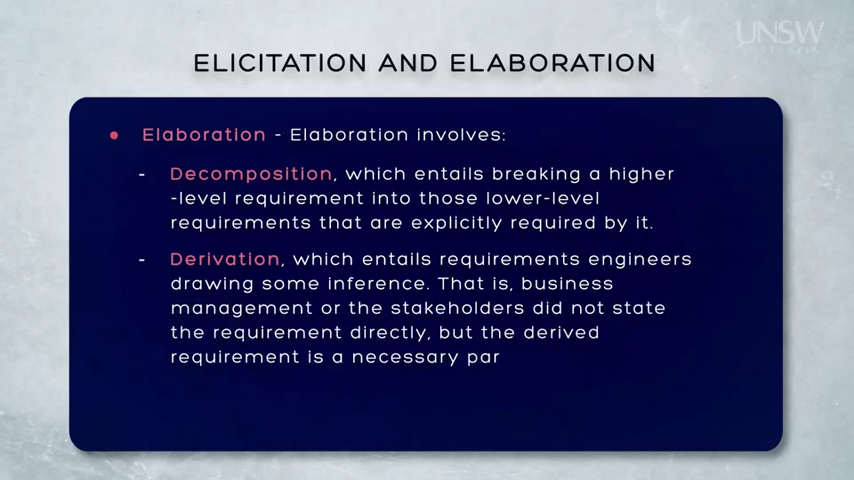 UNSW
AUSTRALIA
ELICITATION AND ELABORATION
• Elaboration - Elaboration involves:
- Decomposition, which entails breaking a higher
-level requirement into those lower-level
requirements that are explicitly required by it.
- Derivation, which entails requirements engineers
drawing some inference. That is, business
management or the stakeholders did not state
the requirement directly, but the derived
requirement is a necessary par